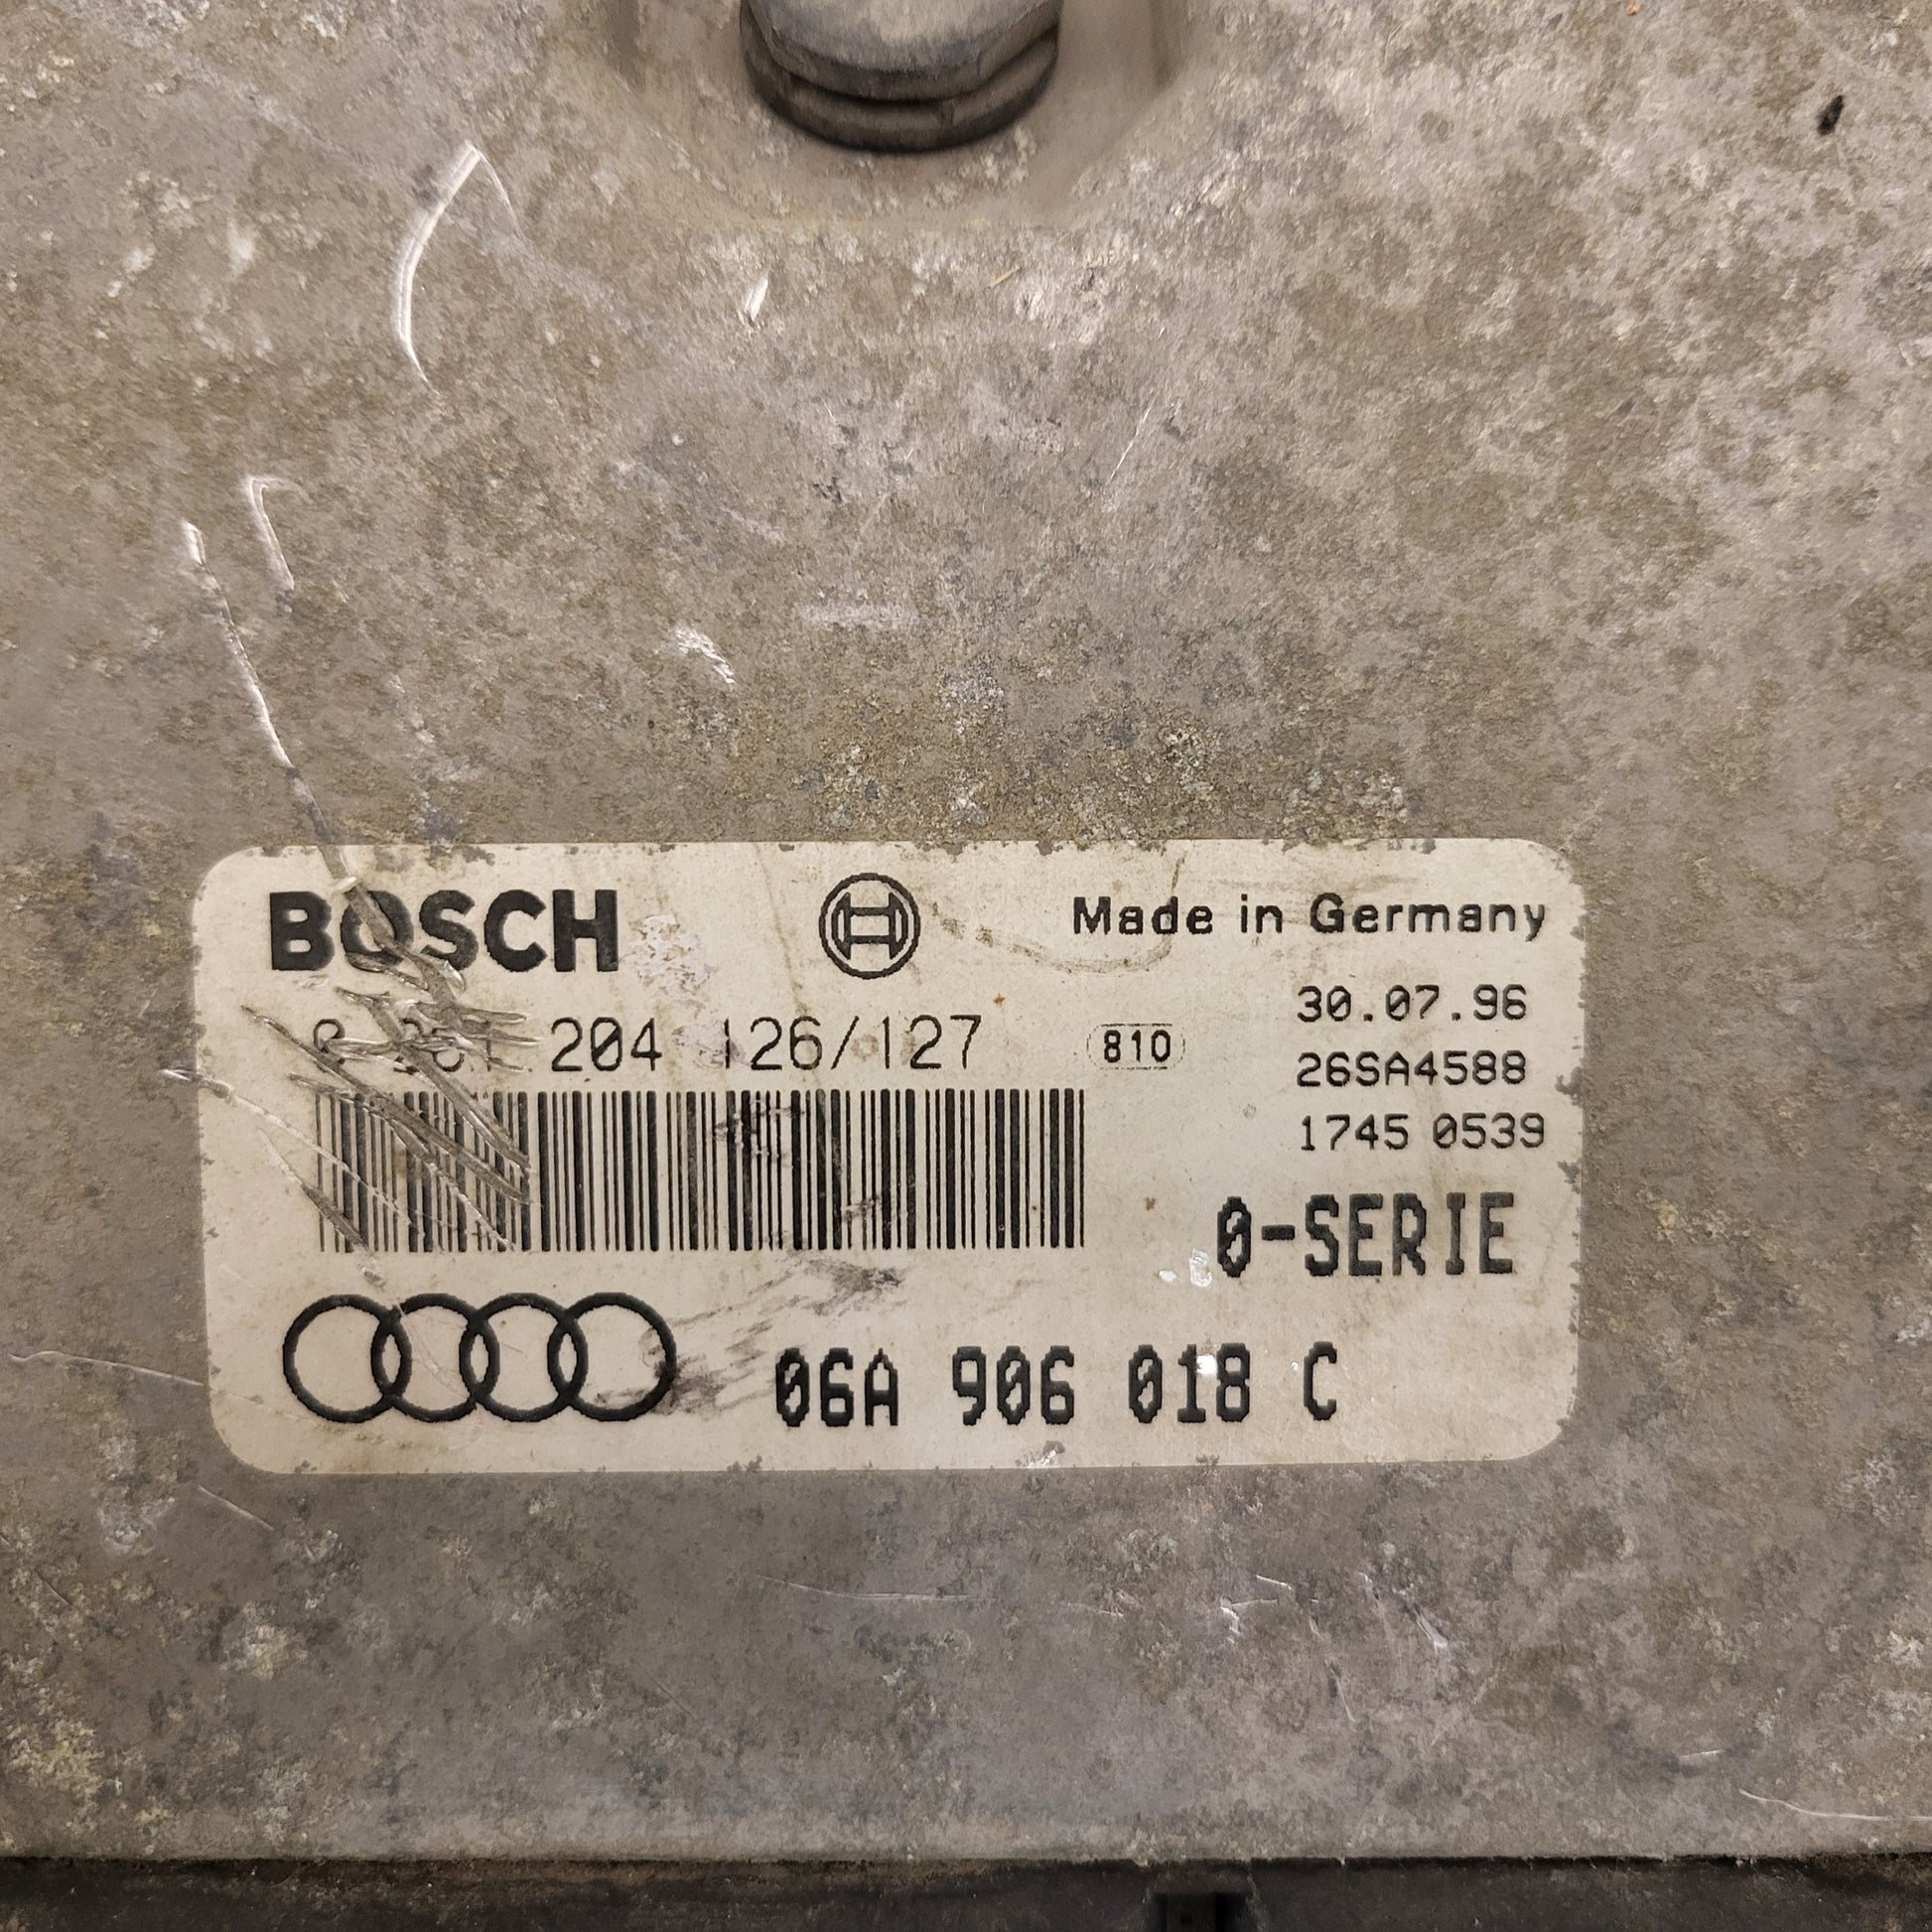 BOSCH
Made in Germany
30.07.96
204 126/127
810
26SA4588
1745 0539
0-SERIE
06A 906 018 C